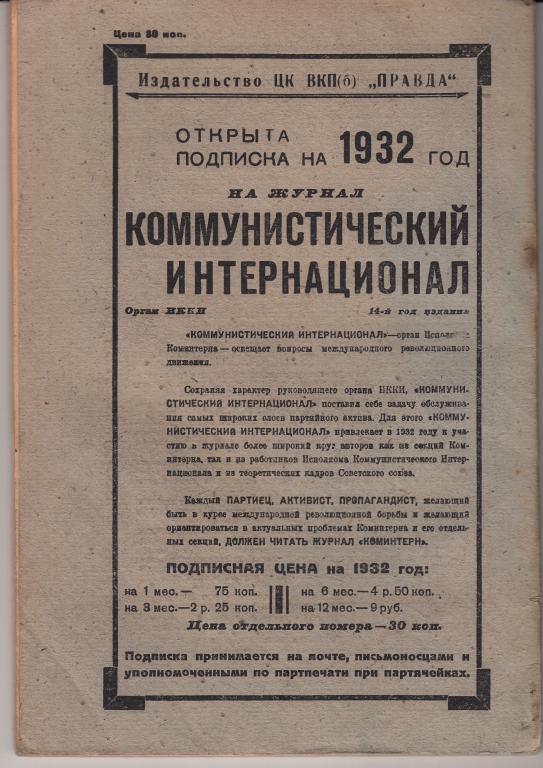 Цена 80 коп.
Издательство ЦК ВКП(б) „ПРАВДА“
ОТКРЫТА
ПОДПИСКА НА 1932 ГОД
НА ЖУРНАЛ
КОММУНИСТИЧЕСКИЙ
ИНТЕРНАЦИОНАЛ
Орган ИККИ 14-й год издания
«КОММУНИСТИЧЕСКИЙ ИНТЕРНАЦИОНАЛ»—орган
Коминтерна—освещает вопросы международного революционного
движения.
Сохраняя характер руководящего органа ИККИ, «КОММУНИ-
СТИЧЕСКИЙ ИНТЕРНАЦИОНАЛ» поставил себе задачу обслужива-
ния самых широких слоев партийного актива. Для этого «КОММУ-
НИСТИЧЕСКИЙ ИНТЕРНАЦИОНАЛ» привлекает в 1932 году к уча-
стию в журнале более широкий круг авторов как из секций Ком-
интерна, так и из работников Исполкома Коммунистического Интер-
национала и из теоретических кадров Советского союза.
Каждый ПАРТИЕЦ, АКТИВИСТ, ПРОПАГАНДИСТ, желающий
быть в курсе международной революционной борьбы и желающий
ориентироваться в актуальных проблемах Коминтерна и его отдель-
ных секций, ДОЛЖЕН ЧИТАТЬ ЖУРНАЛ «КОМИНТЕРН».
ПОДПИСНАЯ ЦЕНА на 1932 год:
на 1 мес.— 75 коп. на 6 мес.—4 р. 50 коп.
на 3 мес.—2 р. 25 коп. на 12 мес.—9 руб.
Цена отдельного номера—30 коп.
Подписка принимается на почте, письмоносцами и
уполномоченными по партпечати при партячейках.